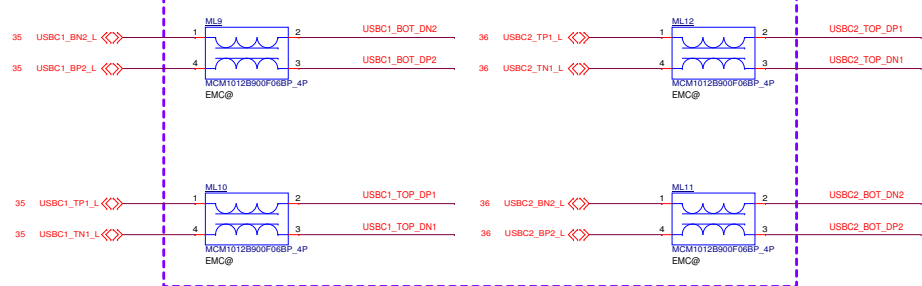 ML9
35 USBC1_BN2_L 1 2 USBC1_BOT_DN2
35 USBC1_BP2_L 4 3 USBC1_BOT_DP2
MCM1012B900F06BP_4P
EMC@
ML12
36 USBC2_TP1_L 1 2 USBC2_TOP_DP1
36 USBC2_TN1_L 4 3 USBC2_TOP_DN1
MCM1012B900F06BP_4P
EMC@
ML10
35 USBC1_TP1_L 1 2 USBC1_TOP_DP1
35 USBC1_TN1_L 4 3 USBC1_TOP_DN1
MCM1012B900F06BP_4P
EMC@
ML11
36 USBC2_BN2_L 1 2 USBC2_BOT_DN2
36 USBC2_BP2_L 4 3 USBC2_BOT_DP2
MCM1012B900F06BP_4P
EMC@